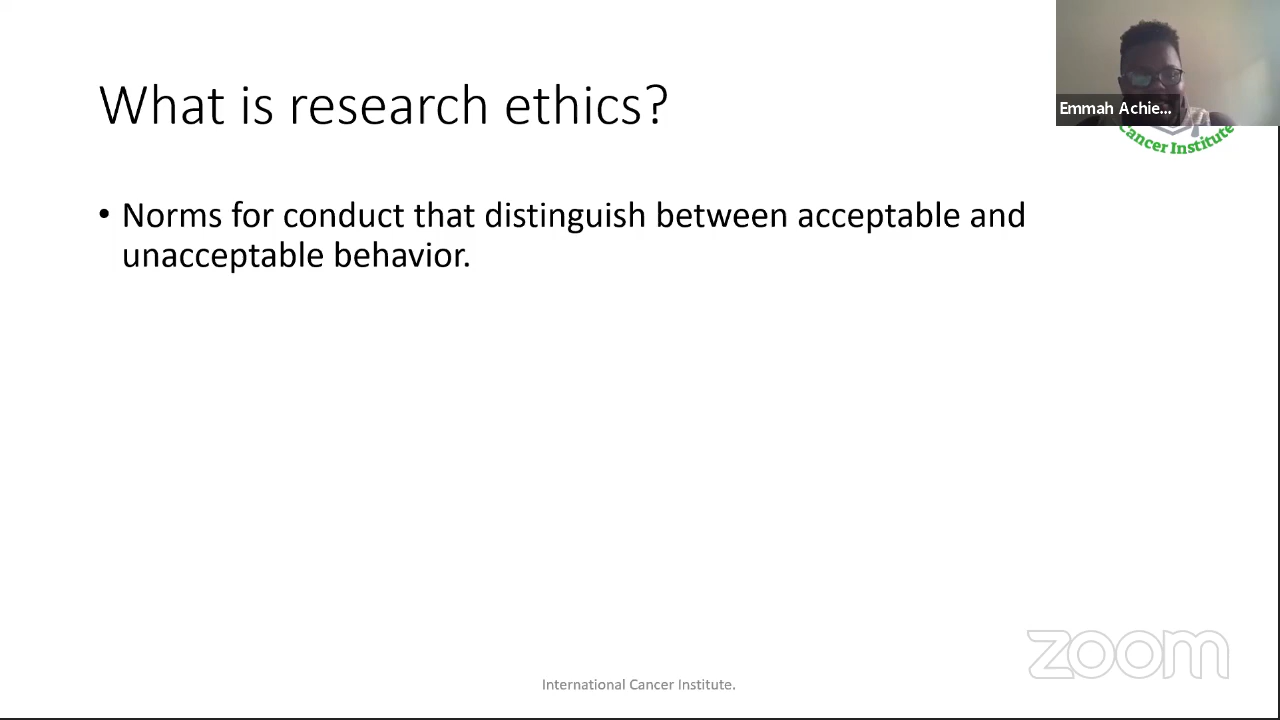 What is research ethics?
Emmah Achie...
Cancer Institute
• Norms for conduct that distinguish between acceptable and
unacceptable behavior.
zoom
International Cancer Institute.